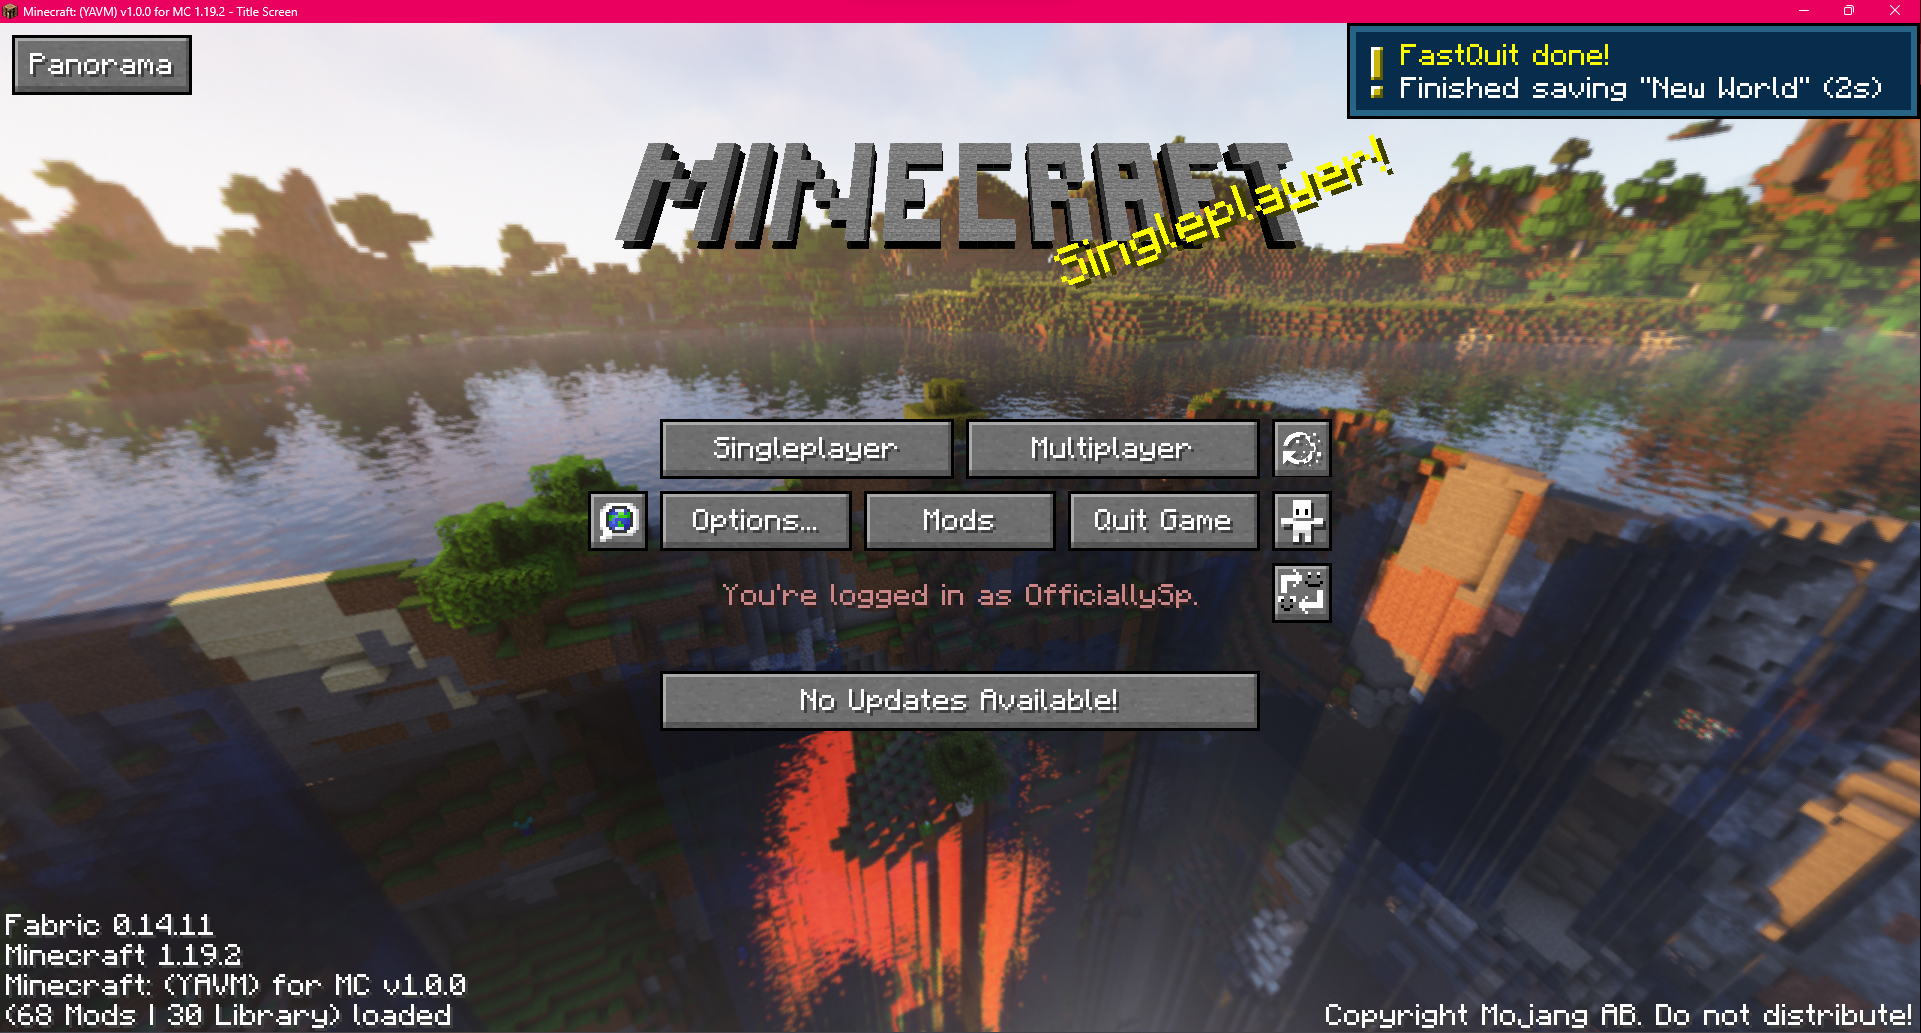 Minecraft: (YAVM) v1.0.0 for MC 1.19.2 - Title Screen
Panorama
FastQuit done!
Finished saving "New World" (2s)
MINECRAFT
Singleplayer!
Singleplayer
Multiplayer
Options...
Mods
Quit Game
You're logged in as OfficiallySp.
No Updates Available!
Fabric 0.14.11
Minecraft 1.19.2
Minecraft: (YAVM) for MC v1.0.0
(68 Mods | 30 Library) loaded
Copyright Mojang AB. Do not distribute!